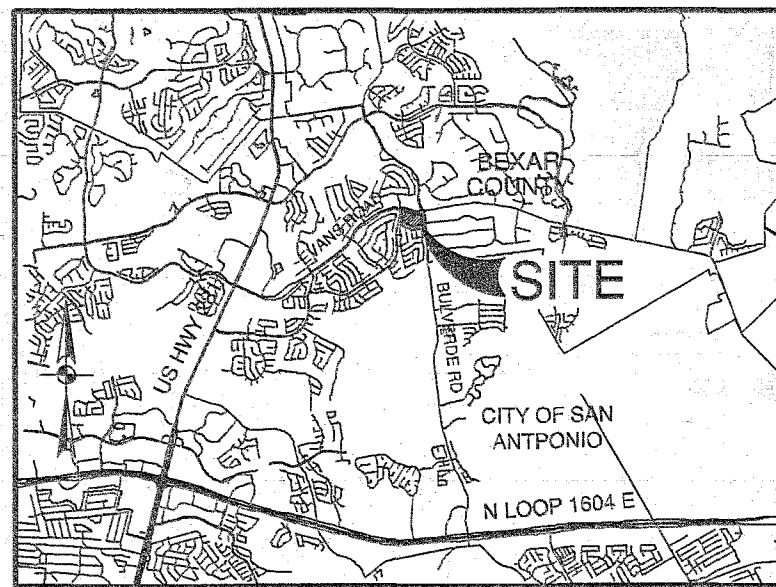 BEXAR
COUNTY
EVANS ROAD
SITE
US HWY
BULVERDE RD
CITY OF SAN
ANTPONIO
N LOOP 1604 E